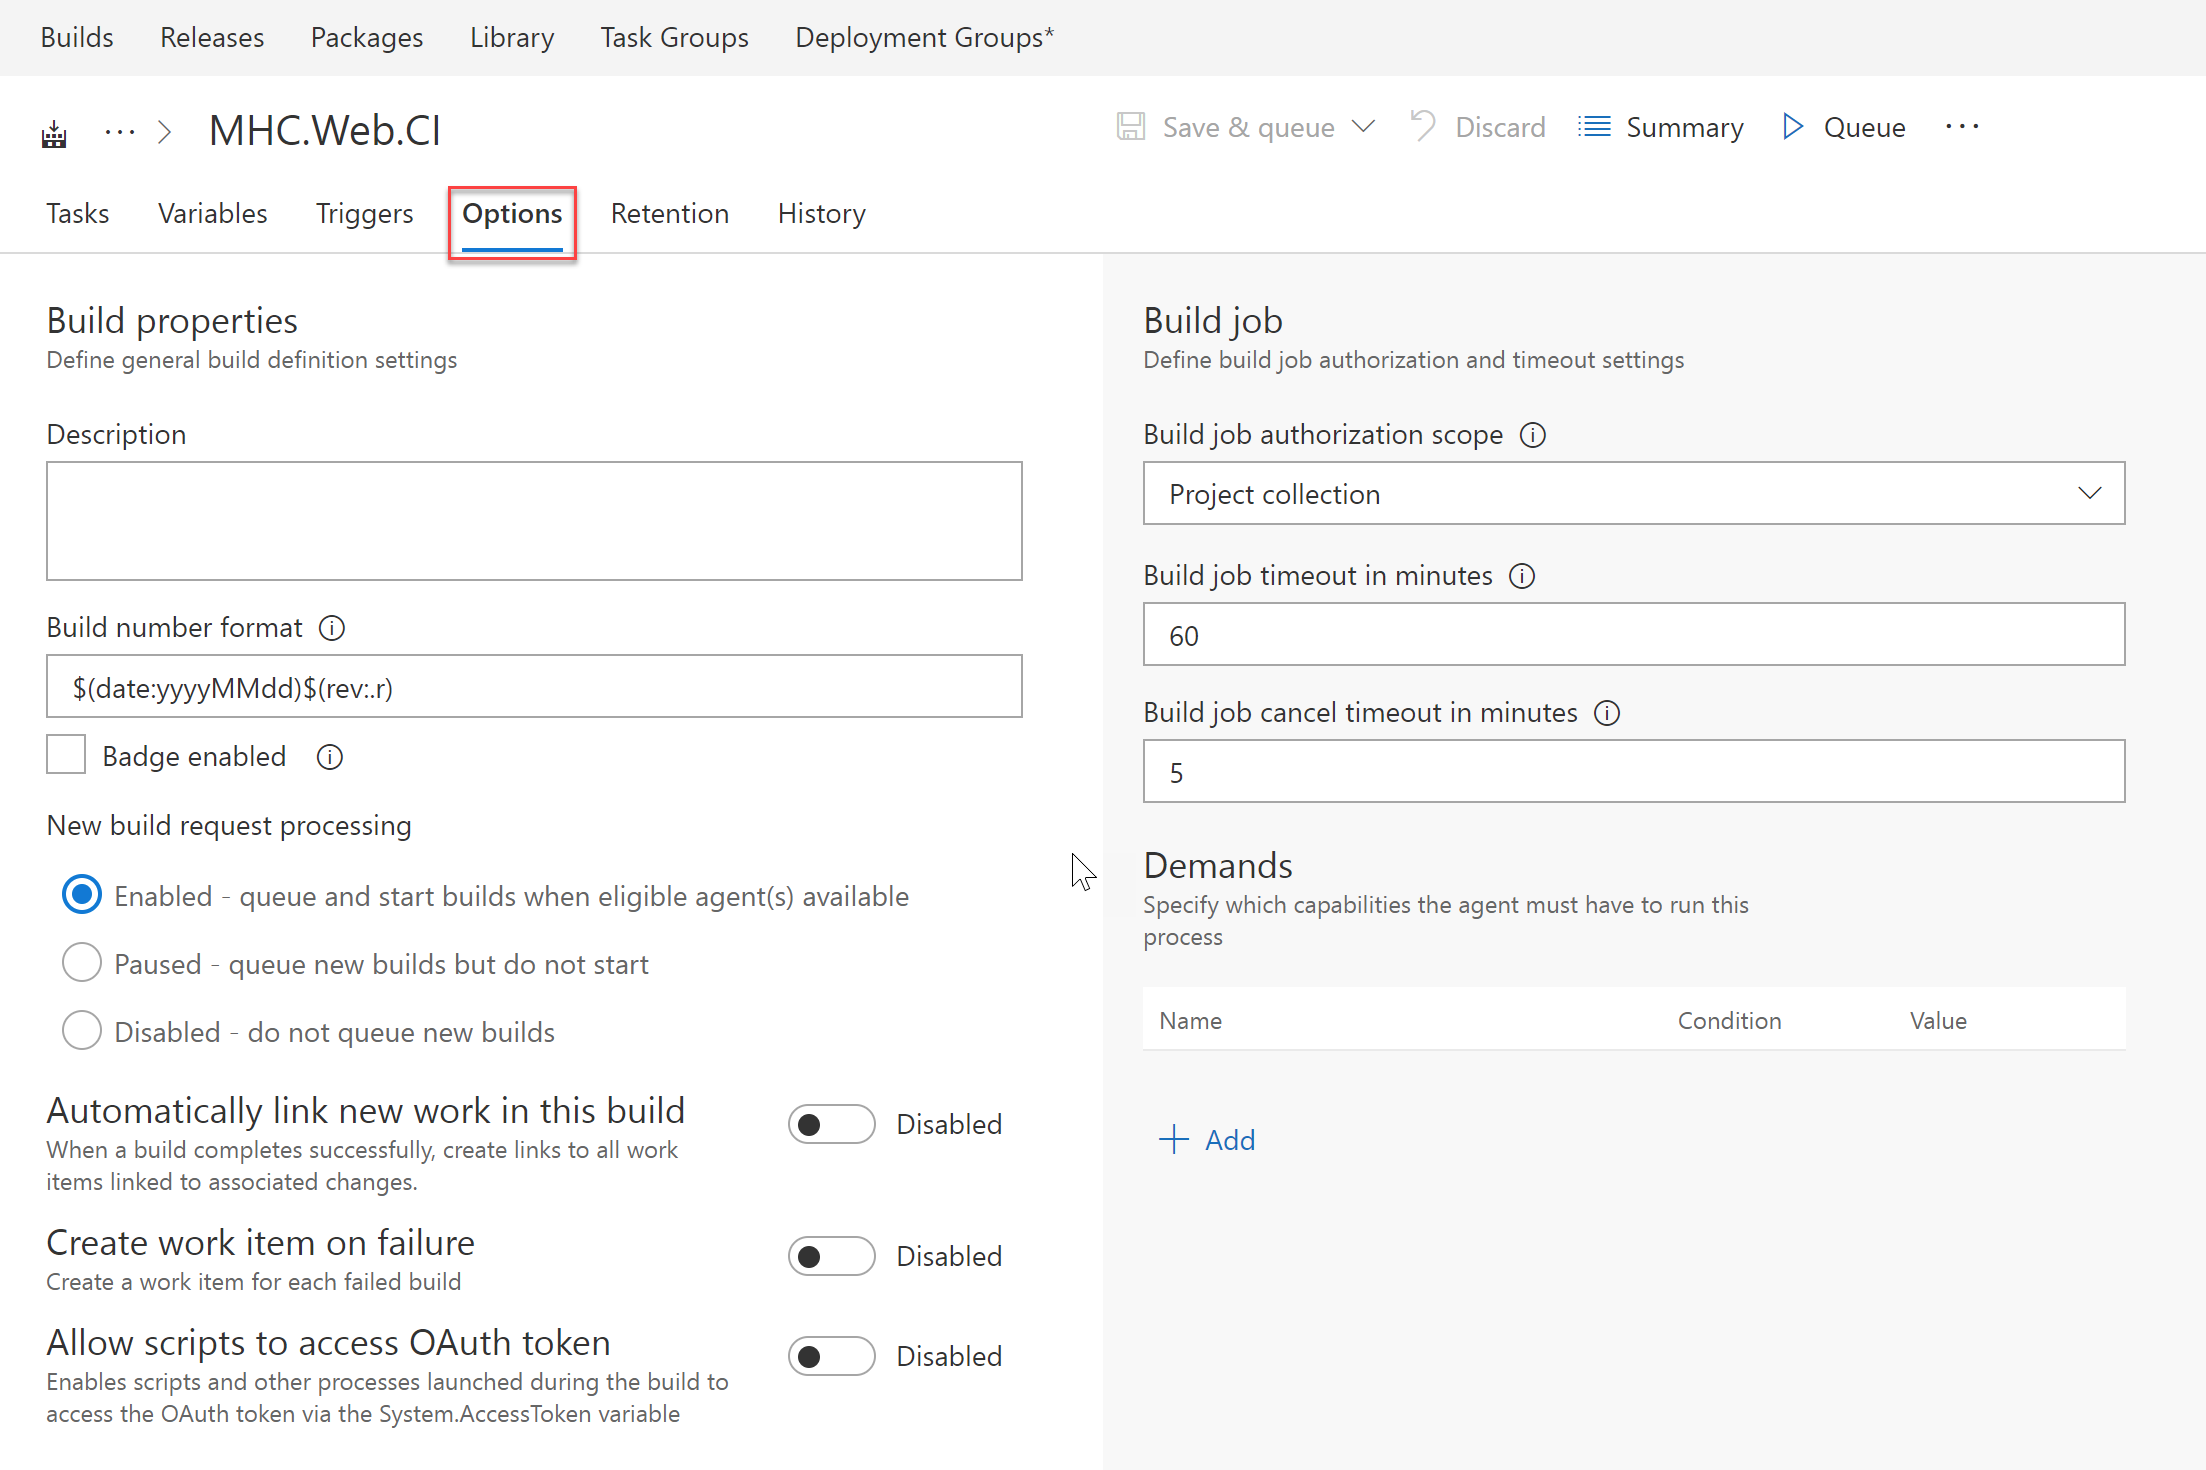 Builds Releases Packages Library Task Groups Deployment Groups*
··· MHC.Web.CI
Save & queue Discard Summary Queue ···
Tasks Variables Triggers Options Retention History
Build properties
Define general build definition settings
Description
Build number format
$(date:yyyyMMdd)$(rev:.r)
Badge enabled
New build request processing
Enabled - queue and start builds when eligible agent(s) available
Paused - queue new builds but do not start
Disabled - do not queue new builds
Automatically link new work in this build
Disabled
When a build completes successfully, create links to all work
items linked to associated changes.
Create work item on failure
Disabled
Create a work item for each failed build
Allow scripts to access OAuth token
Disabled
Enables scripts and other processes launched during the build to
access the OAuth token via the System.AccessToken variable
Build job
Define build job authorization and timeout settings
Build job authorization scope
Project collection
Build job timeout in minutes
60
Build job cancel timeout in minutes
5
Demands
Specify which capabilities the agent must have to run this
process
Name Condition Value
Add